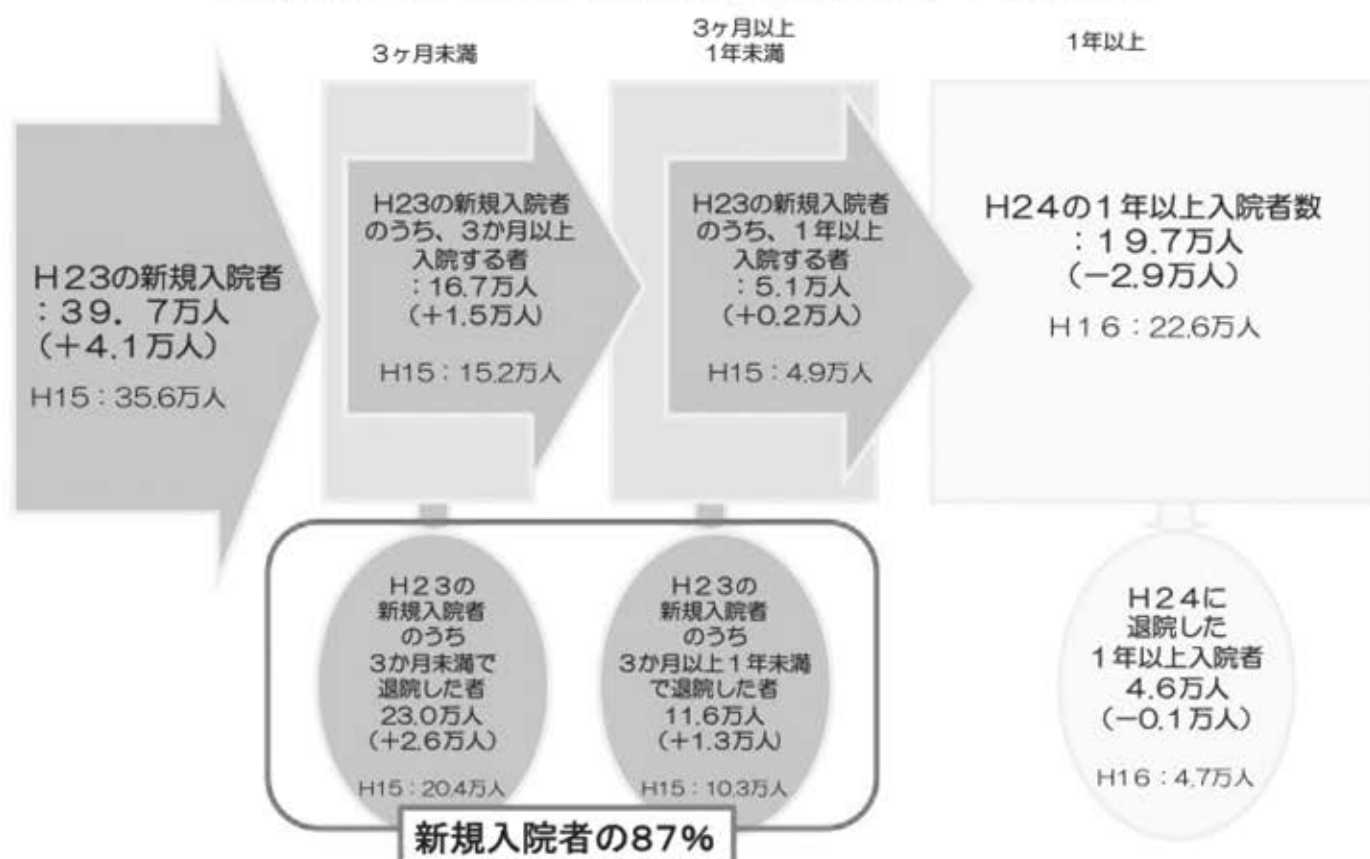 3ヶ月未満
3ヶ月以上
1年未満
1年以上
H23の新規入院者
:39.7万人
(+4.1万人)
H15:35.6万人
H23の新規入院者
のうち、3か月以上
入院する者
:16.7万人
(+1.5万人)
H15:15.2万人
H23の新規入院者
のうち、1年以上
入院する者
:5.1万人
(+0.2万人)
H15:4.9万人
H24の1年以上入院者数
:19.7万人
(-2.9万人)
H16:22.6万人
H23の
新規入院者
のうち
3か月未満で
退院した者
23.0万人
(+2.6万人)
H15:20.4万人
H23の
新規入院者
のうち
3か月以上1年未満
で退院した者
11.6万人
(+1.3万人)
H15:10.3万人
H24に
退院した
1年以上入院者
4.6万人
(-0.1万人)
H16:4.7万人
新規入院者の87%